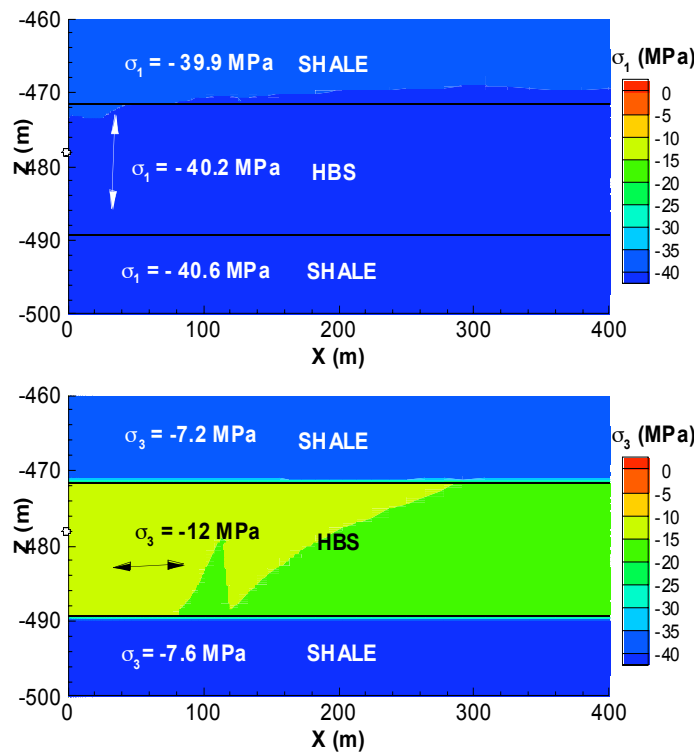 -460
σ1 = - 39.9 MPa SHALE
-470
Z (m)
-480
σ1 = - 40.2 MPa HBS
-490
σ1 = - 40.6 MPa SHALE
-500
0 100 200 300 400
X (m)
σ1 (MPa)
0
-5
-10
-15
-20
-25
-30
-35
-40
-460
σ3 = -7.2 MPa SHALE
-470
Z (m)
-480
σ3 = -12 MPa HBS
-490
σ3 = -7.6 MPa SHALE
-500
0 100 200 300 400
X (m)
σ3 (MPa)
0
-5
-10
-15
-20
-25
-30
-35
-40